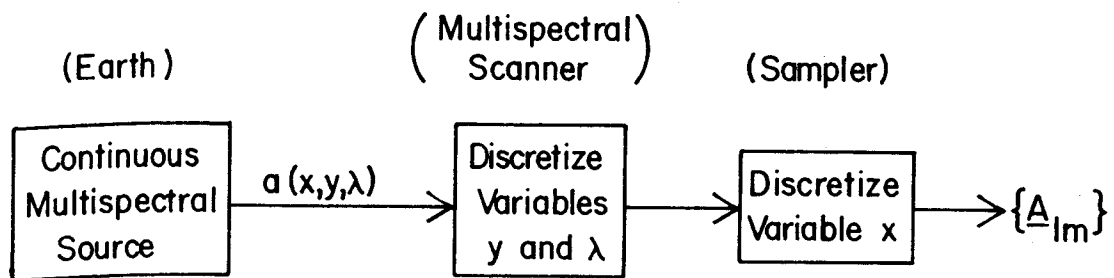 (Earth)
(Multispectral
Scanner)
(Sampler)
Continuous
Multispectral
Source
a(x,y,λ)
Discretize
Variables
y and λ
Discretize
Variable x
{A_lm}